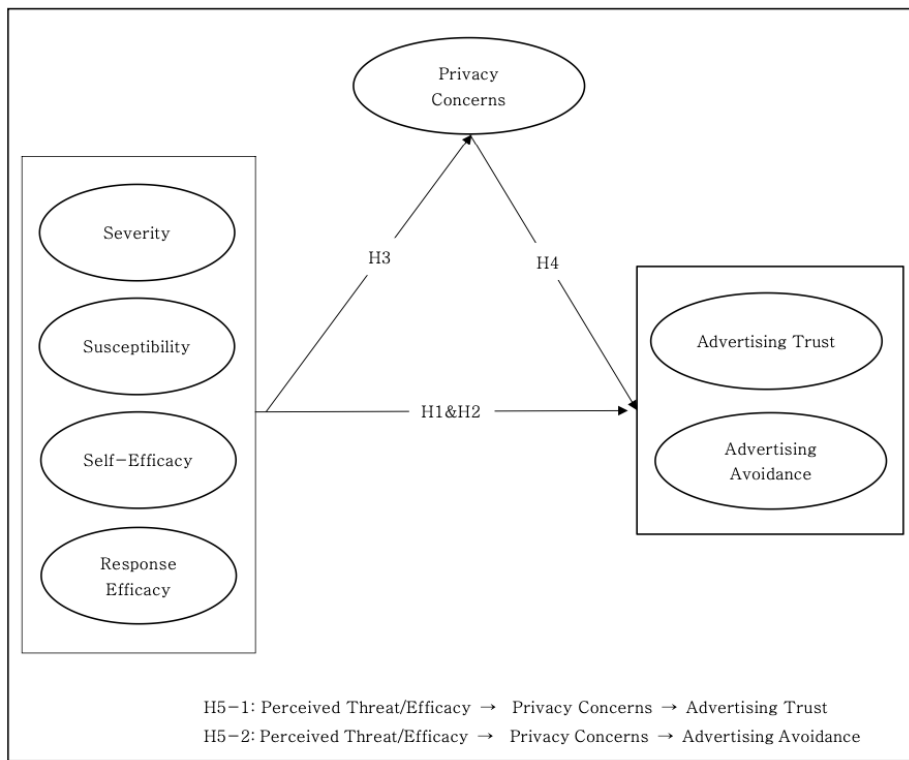 Privacy
Concerns
Severity
H3
H4
Susceptibility
Advertising Trust
H1&H2
Self-Efficacy
Advertising
Avoidance
Response
Efficacy
H5-1: Perceived Threat/Efficacy → Privacy Concerns → Advertising Trust
H5-2: Perceived Threat/Efficacy → Privacy Concerns → Advertising Avoidance